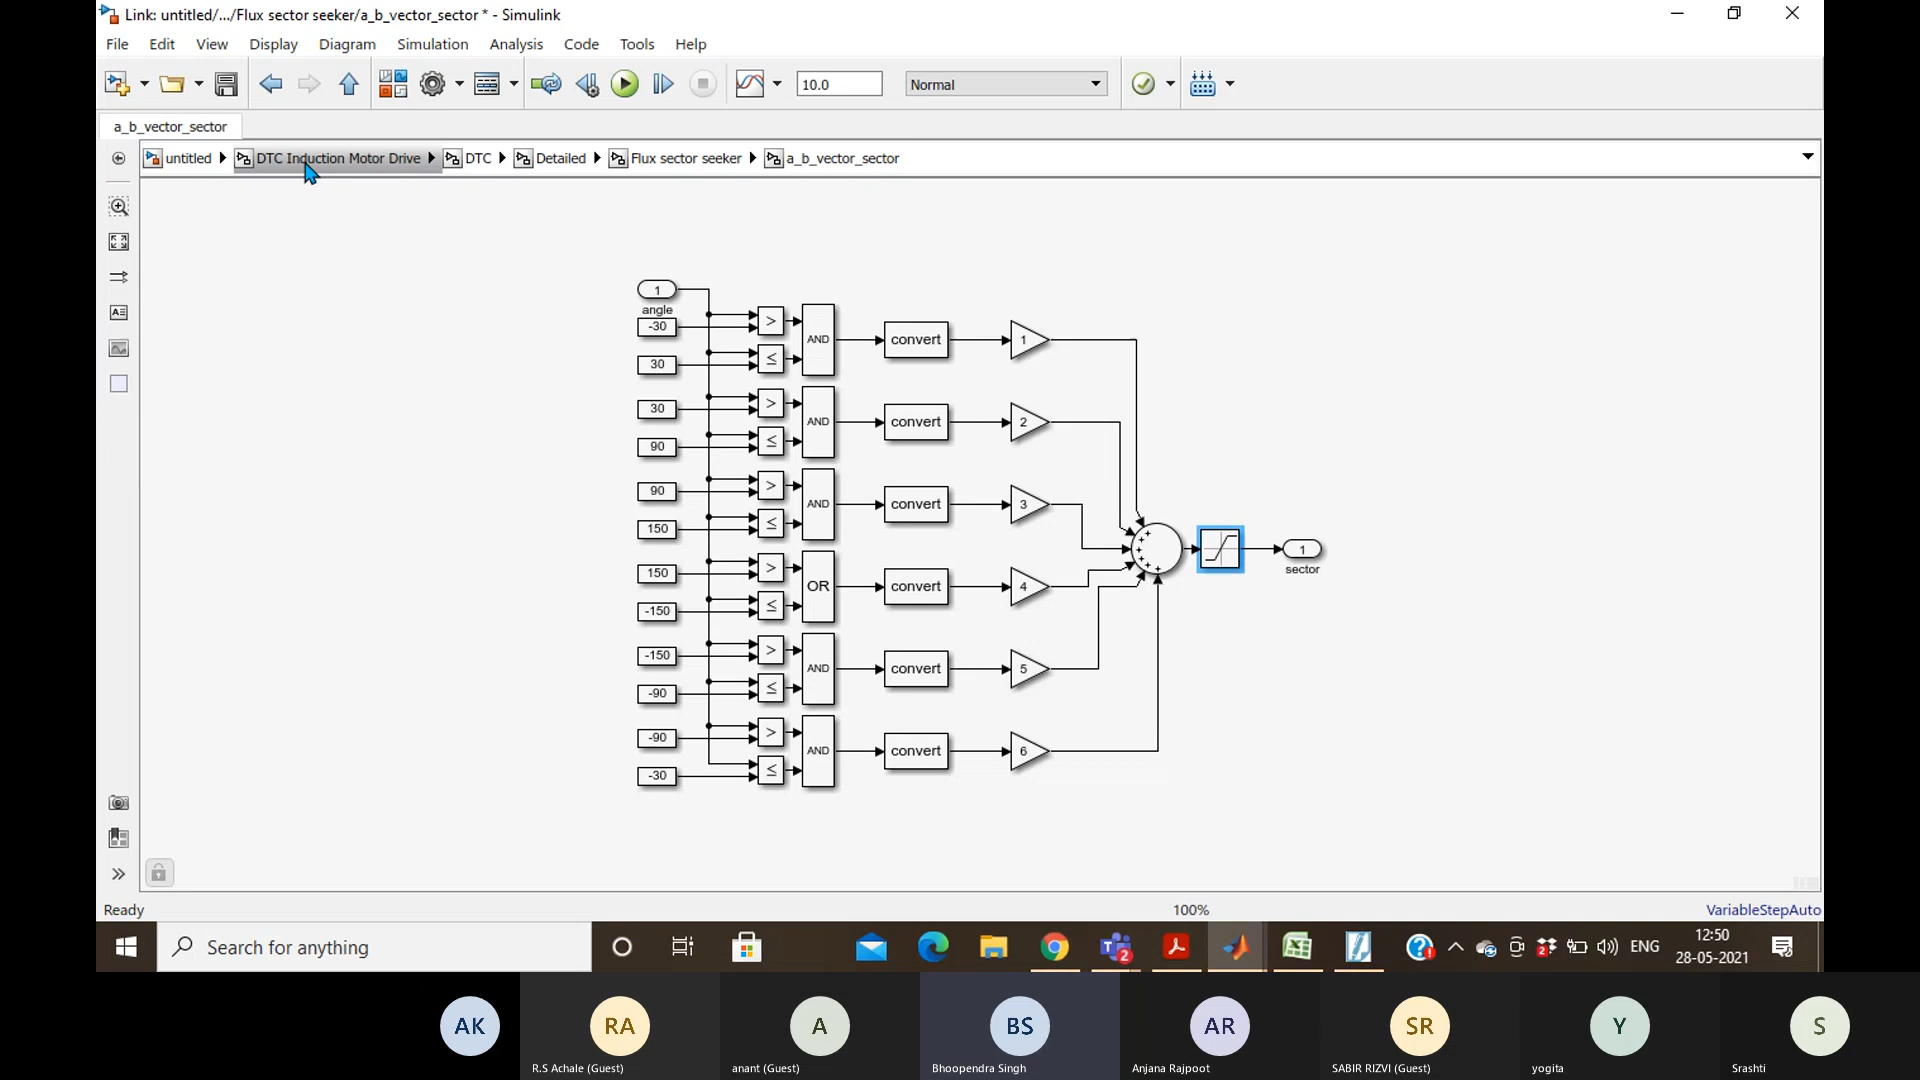 Link: untitled/.../Flux sector seeker/a_b_vector_sector * - Simulink
File Edit View Display Diagram Simulation Analysis Code Tools Help
10.0 Normal
a_b_vector_sector
untitled DTC Induction Motor Drive DTC Detailed Flux sector seeker a_b_vector_sector
1
angle
-30 > AND convert 1
30 ≤
30 > AND convert 2
90 ≤
90 > AND convert 3
150 ≤
1
sector
150 > OR convert 4
-150 ≤
-150 > AND convert 5
-90 ≤
-90 > AND convert 6
-30 ≤
Ready 100% VariableStepAuto
Search for anything 2 ENG 12:50
28-05-2021
AK RA A BS AR SR Y S
R.S Achale (Guest) anant (Guest) Bhoopendra Singh Anjana Rajpoot SABIR RIZVI (Guest) yogita Srashti